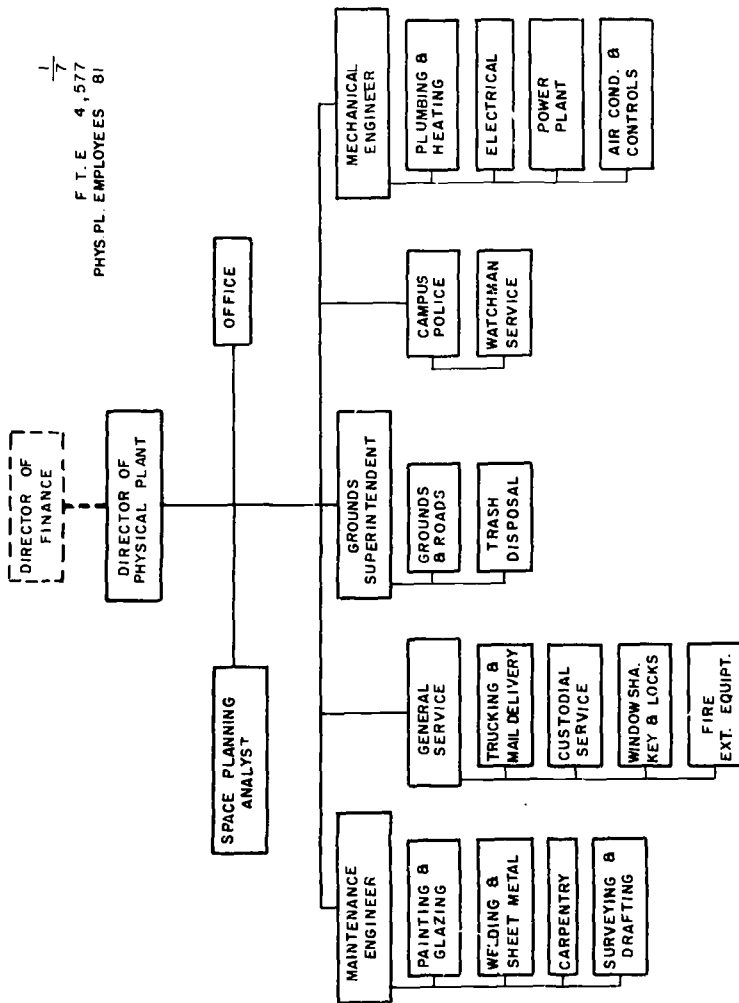 1
7
F. T. E 4,577
PHYS. PL. EMPLOYEES 81
DIRECTOR OF
FINANCE
DIRECTOR OF
PHYSICAL PLANT
SPACE PLANNING
ANALYST
OFFICE
MAINTENANCE
ENGINEER
PAINTING &
GLAZING
WELDING &
SHEET METAL
CARPENTRY
SURVEYING &
DRAFTING
GENERAL
SERVICE
TRUCKING &
MAIL DELIVERY
CUSTODIAL
SERVICE
WINDOW SHA.
KEY & LOCKS
FIRE
EXT. EQUIPT.
GROUNDS
SUPERINTENDENT
GROUNDS
& ROADS
TRASH
DISPOSAL
CAMPUS
POLICE
WATCHMAN
SERVICE
MECHANICAL
ENGINEER
PLUMBING &
HEATING
ELECTRICAL
POWER
PLANT
AIR COND. &
CONTROLS